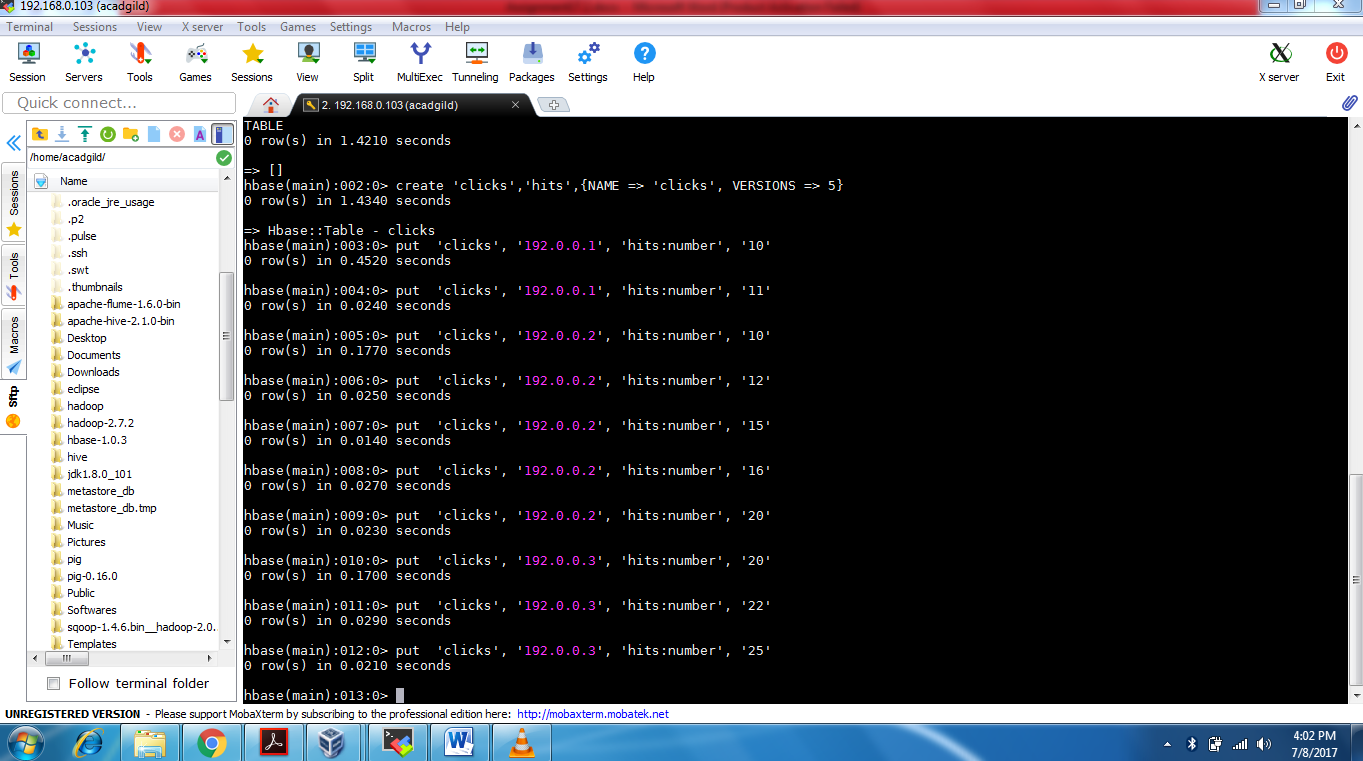 192.168.0.103 (acadgild)
Terminal Sessions View X server Tools Games Settings Macros Help
Session Servers Tools Games Sessions View Split MultiExec Tunneling Packages Settings Help X server Exit
Quick connect...
2. 192.168.0.103 (acadgild)
/home/acadgild/
Name
.oracle_jre_usage
.p2
.pulse
.ssh
.swt
.thumbnails
apache-flume-1.6.0-bin
apache-hive-2.1.0-bin
Desktop
Documents
Downloads
eclipse
hadoop
hadoop-2.7.2
hbase-1.0.3
hive
jdk1.8.0_101
metastore_db
metastore_db.tmp
Music
Pictures
pig
pig-0.16.0
Public
Softwares
sqoop-1.4.6.bin__hadoop-2.0.
Templates
Follow terminal folder
Sessions
Tools
Macros
Sftp
TABLE
0 row(s) in 1.4210 seconds
=> []
hbase(main):002:0> create 'clicks','hits',{NAME => 'clicks', VERSIONS => 5}
0 row(s) in 1.4340 seconds
=> Hbase::Table - clicks
hbase(main):003:0> put  'clicks', '192.0.0.1', 'hits:number', '10'
0 row(s) in 0.4520 seconds
hbase(main):004:0> put  'clicks', '192.0.0.1', 'hits:number', '11'
0 row(s) in 0.0240 seconds
hbase(main):005:0> put  'clicks', '192.0.0.2', 'hits:number', '10'
0 row(s) in 0.1770 seconds
hbase(main):006:0> put  'clicks', '192.0.0.2', 'hits:number', '12'
0 row(s) in 0.0250 seconds
hbase(main):007:0> put  'clicks', '192.0.0.2', 'hits:number', '15'
0 row(s) in 0.0140 seconds
hbase(main):008:0> put  'clicks', '192.0.0.2', 'hits:number', '16'
0 row(s) in 0.0270 seconds
hbase(main):009:0> put  'clicks', '192.0.0.2', 'hits:number', '20'
0 row(s) in 0.0230 seconds
hbase(main):010:0> put  'clicks', '192.0.0.3', 'hits:number', '20'
0 row(s) in 0.1700 seconds
hbase(main):011:0> put  'clicks', '192.0.0.3', 'hits:number', '22'
0 row(s) in 0.0290 seconds
hbase(main):012:0> put  'clicks', '192.0.0.3', 'hits:number', '25'
0 row(s) in 0.0210 seconds
hbase(main):013:0>
UNREGISTERED VERSION - Please support MobaXterm by subscribing to the professional edition here: http://mobaxterm.mobatek.net
4:02 PM
7/8/2017